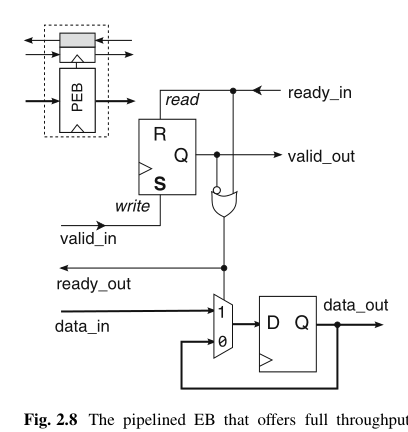 PEB
read
ready_in
R
Q
valid_out
S
write
valid_in
ready_out
data_out
1
D Q
data_in
0
Fig. 2.8 The pipelined EB that offers full throughput